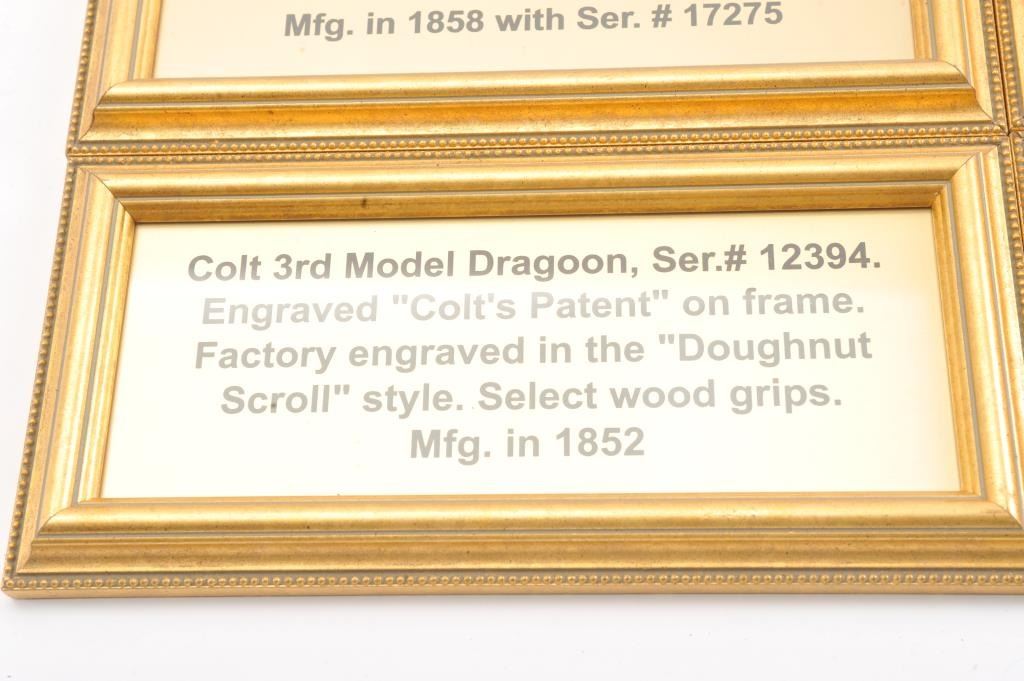 Mfg. in 1858 with Ser. # 17275
Colt 3rd Model Dragoon, Ser.# 12394.
Engraved "Colt's Patent" on frame.
Factory engraved in the "Doughnut
Scroll" style. Select wood grips.
Mfg. in 1852